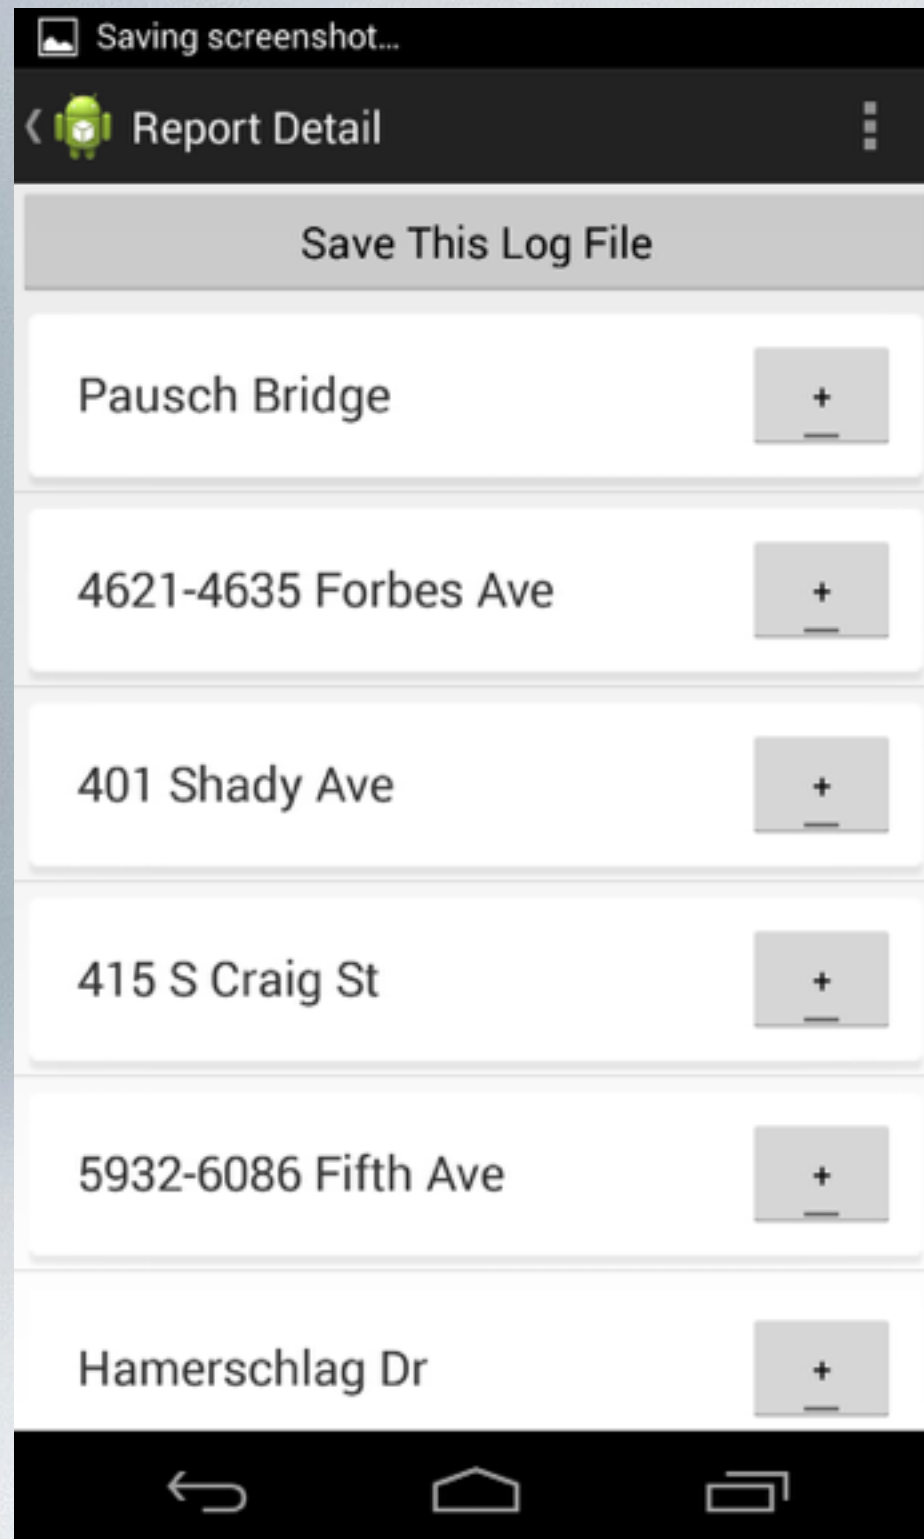 Saving screenshot...
Report Detail
Save This Log File
Pausch Bridge
+
4621-4635 Forbes Ave
+
401 Shady Ave
+
415 S Craig St
+
5932-6086 Fifth Ave
+
Hamerschlag Dr
+